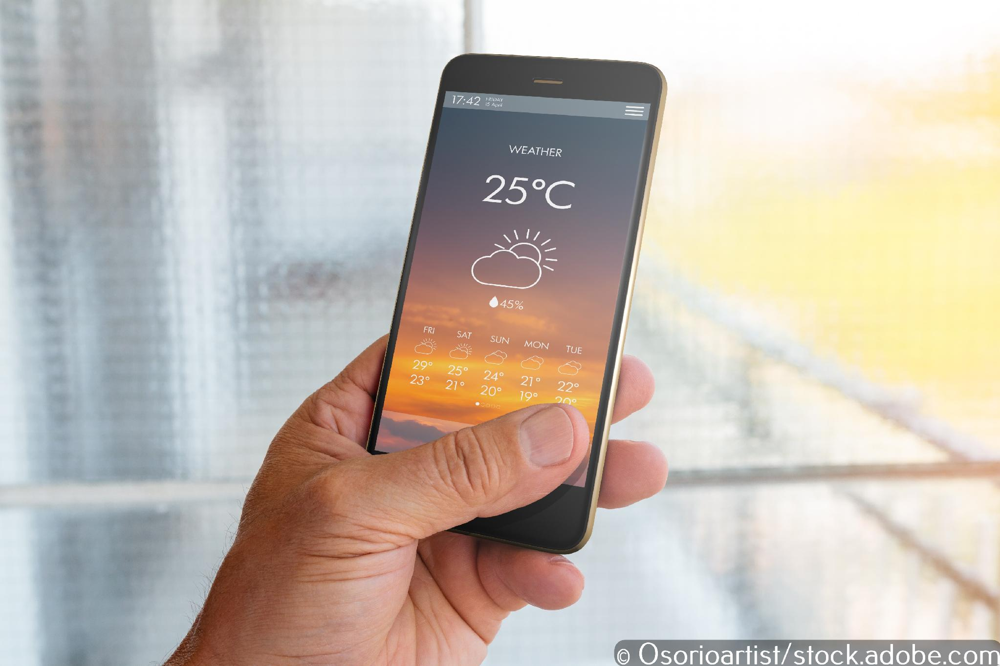 17:42 FRIDAY
15 April
WEATHER
25°C
45%
FRI SAT SUN MON TUE
29° 25° 24° 21° 22°
23° 21° 20° 19° 20°
© Osorioartist/stock.adobe.com